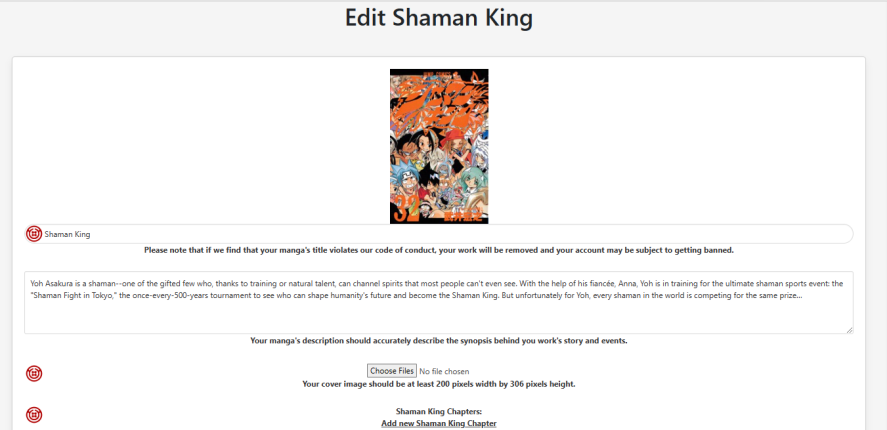 Edit Shaman King
32
Shaman King
Please note that if we find that your manga's title violates our code of conduct, your work will be removed and your account may be subject to getting banned.
Yoh Asakura is a shaman--one of the gifted few who, thanks to training or natural talent, can channel spirits that most people can't even see. With the help of his fiancée, Anna, Yoh is in training for the ultimate shaman sports event: the
"Shaman Fight in Tokyo," the once-every-500-years tournament to see who can shape humanity's future and become the Shaman King. But unfortunately for Yoh, every shaman in the world is competing for the same prize...
Your manga's description should accurately describe the synopsis behind you work's story and events.
Choose Files No file chosen
Your cover image should be at least 200 pixels width by 306 pixels height.
Shaman King Chapters:
Add new Shaman King Chapter